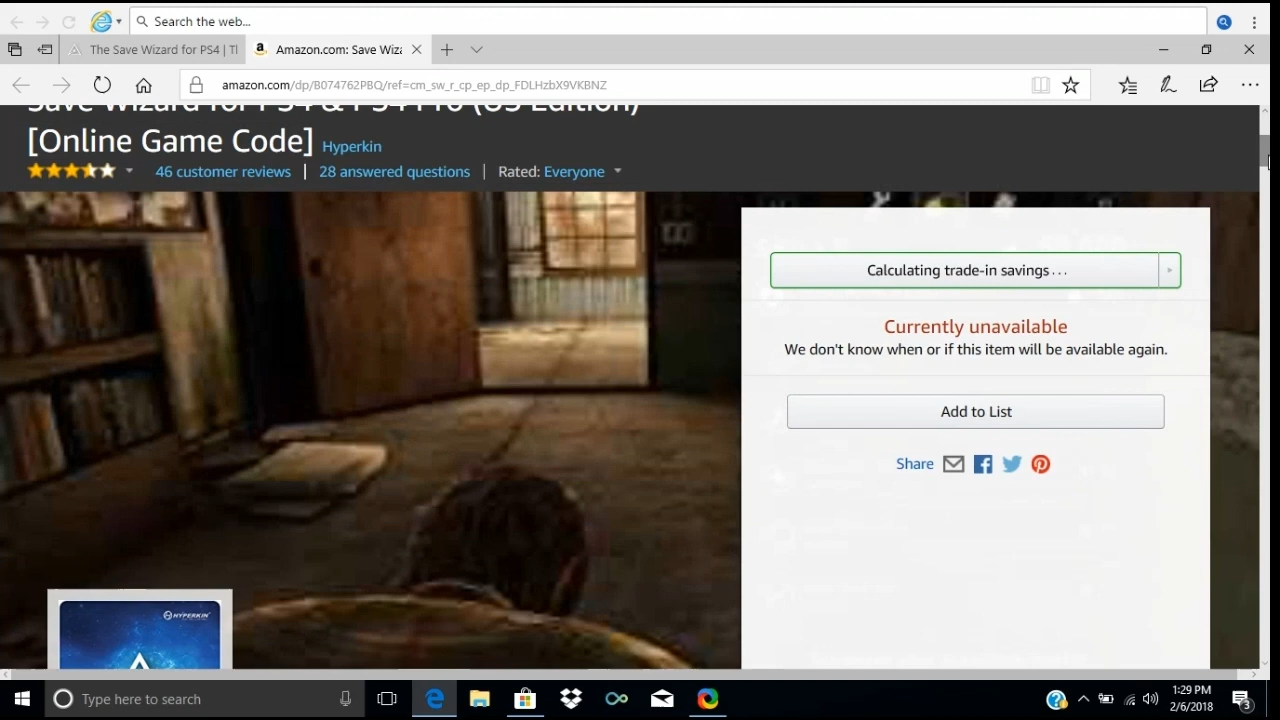 Search the web...
The Save Wizard for PS4 | Tl
Amazon.com: Save Wiza
amazon.com/dp/B074762PBQ/ref=cm_sw_r_cp_ep_dp_FDLHzbX9VKBNZ
Save Wizard for PS4 & PS4 Pro (US Edition)
[Online Game Code] Hyperkin
46 customer reviews | 28 answered questions | Rated: Everyone
Calculating trade-in savings...
Currently unavailable
We don't know when or if this item will be available again.
Add to List
Share
HYPERKIN
Type here to search
1:29 PM
2/6/2018
3